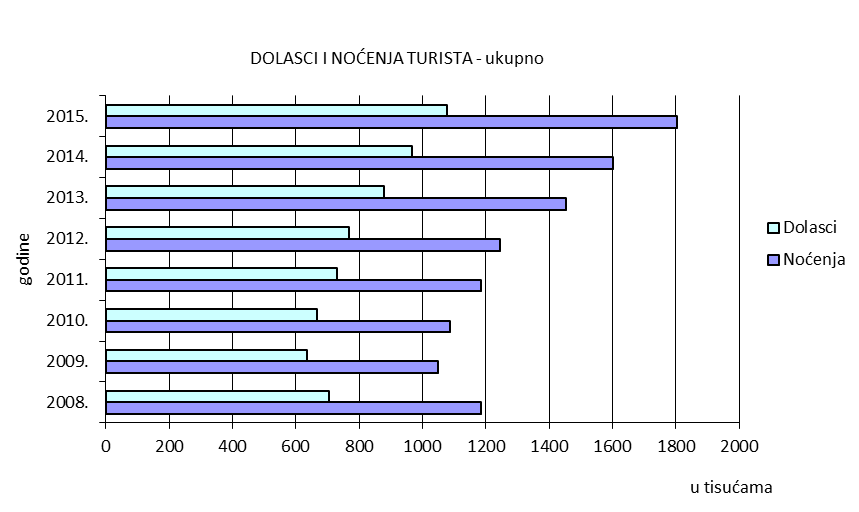 DOLASCI I NOĆENJA TURISTA - ukupno
godine
2015.
2014.
2013.
2012.
2011.
2010.
2009.
2008.
0 200 400 600 800 1000 1200 1400 1600 1800 2000
u tisućama
Dolasci
Noćenja